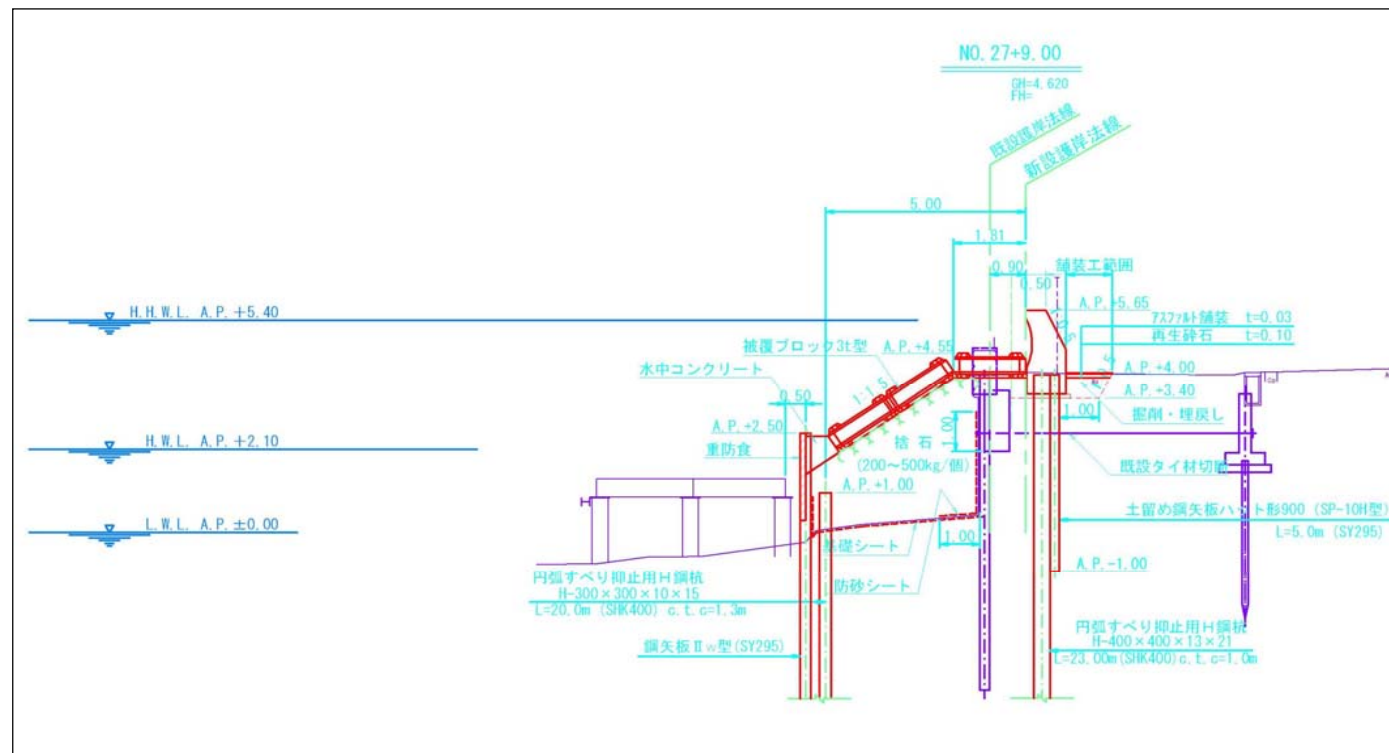 NO.27+9.00
GH=4.620
FH=
既設護岸法線
新設護岸法線
5.00
1.81
0.90
舗装工範囲
0.50
H.H.W.L. A.P.+5.40
A.P.+5.65
1:0.5
アスファルト舗装 t=0.03
再生砕石 t=0.10
被覆ブロック3t型
A.P.+4.55
水中コンクリート
1:1.5
A.P.+4.00
A.P.+3.40
0.50
1.00
掘削・埋戻し
A.P.+2.50
1.00
H.W.L. A.P.+2.10
重防食
捨石
(200～500kg/個)
既設タイ材切断
A.P.+1.00
土留め鋼矢板ハット形900 (SP-10H型)
L=5.0m (SY295)
L.W.L. A.P.±0.00
1.00
基礎シート
A.P.-1.00
防砂シート
円弧すべり抑止用H鋼杭
H-300×300×10×15
L=20.0m (SHK400) c.t.c=1.3m
円弧すべり抑止用H鋼杭
H-400×400×13×21
L=23.00m(SHK400)c.t.c=1.0m
鋼矢板Ⅱw型(SY295)